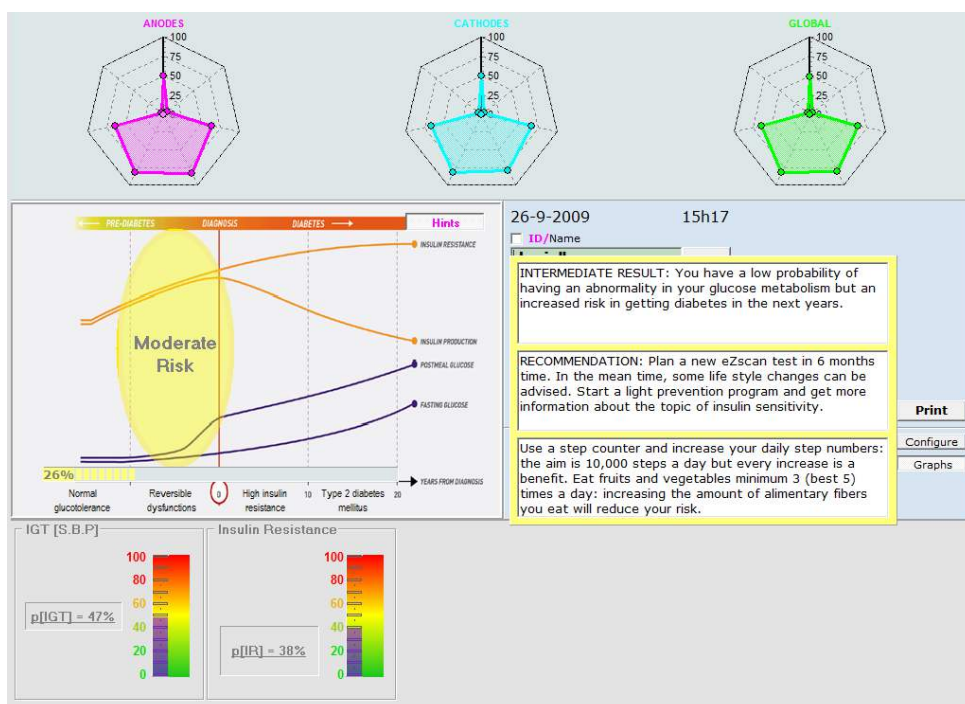 ANODES
100
75
50
25
CATHODES
100
75
50
25
GLOBAL
100
75
50
25
PRE-DIABETES
DIAGNOSIS
DIABETES
Hints
INSULIN RESISTANCE
INSULIN PRODUCTION
POSTMEAL GLUCOSE
FASTING GLUCOSE
Moderate
Risk
26%
YEARS FROM DIAGNOSIS
Normal
glucotolerance
Reversible
dysfunctions
0
High insulin
resistance
10
Type 2 diabetes
mellitus
20
26-9-2009 15h17
ID/Name
INTERMEDIATE RESULT: You have a low probability of
having an abnormality in your glucose metabolism but an
increased risk in getting diabetes in the next years.
RECOMMENDATION: Plan a new eZscan test in 6 months
time. In the mean time, some life style changes can be
advised. Start a light prevention program and get more
information about the topic of insulin sensitivity.
Use a step counter and increase your daily step numbers:
the aim is 10,000 steps a day but every increase is a
benefit. Eat fruits and vegetables minimum 3 (best 5)
times a day: increasing the amount of alimentary fibers
you eat will reduce your risk.
Print
Configure
Graphs
IGT [S.B.P]
100
80
60
40
20
0
p[IGT] = 47%
Insulin Resistance
100
80
60
40
20
0
p[IR] = 38%